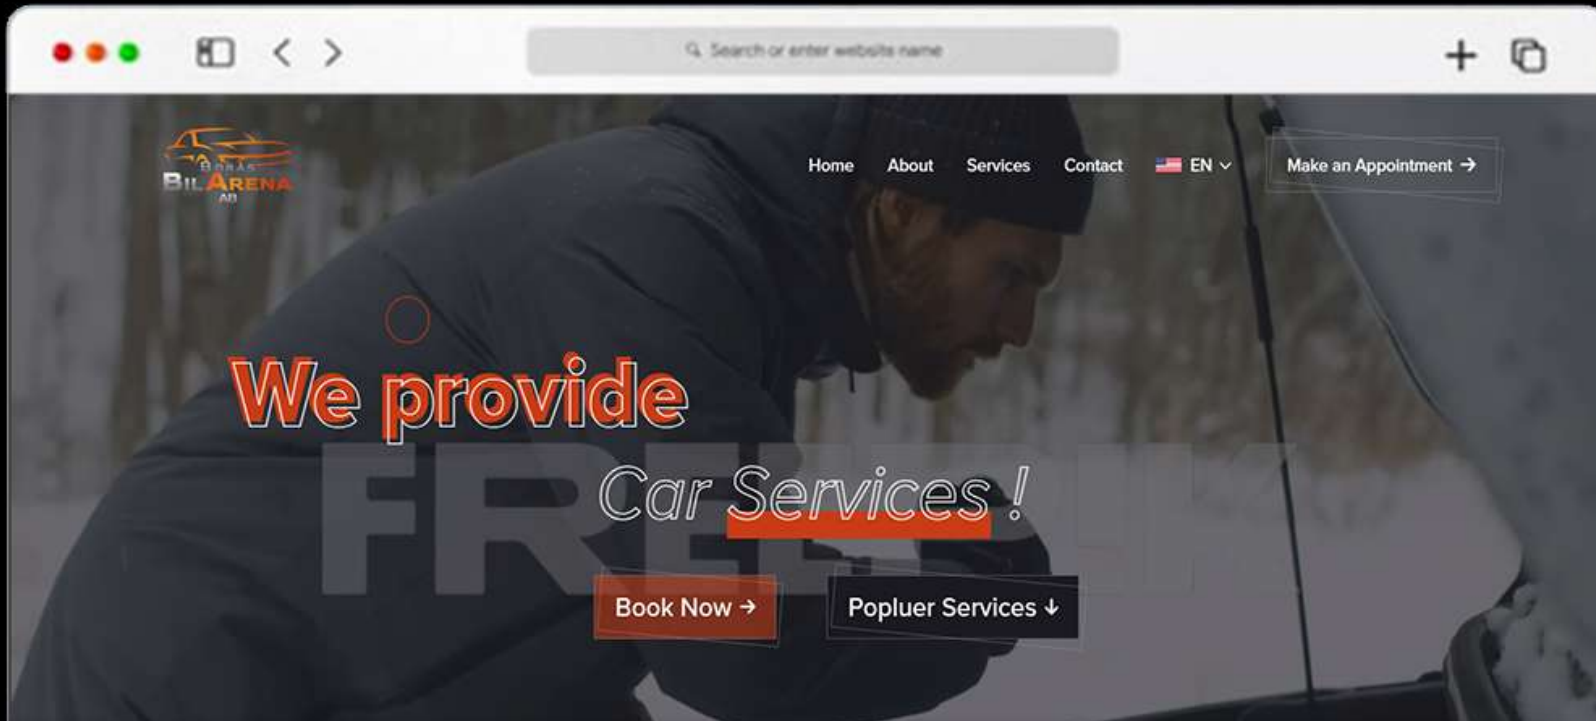 Search or enter website name
BORÅS
BIL ARENA
AB
Home About Services Contact EN Make an Appointment →
We provide
FREEPIK
Car Services !
Book Now → Popluer Services ↓